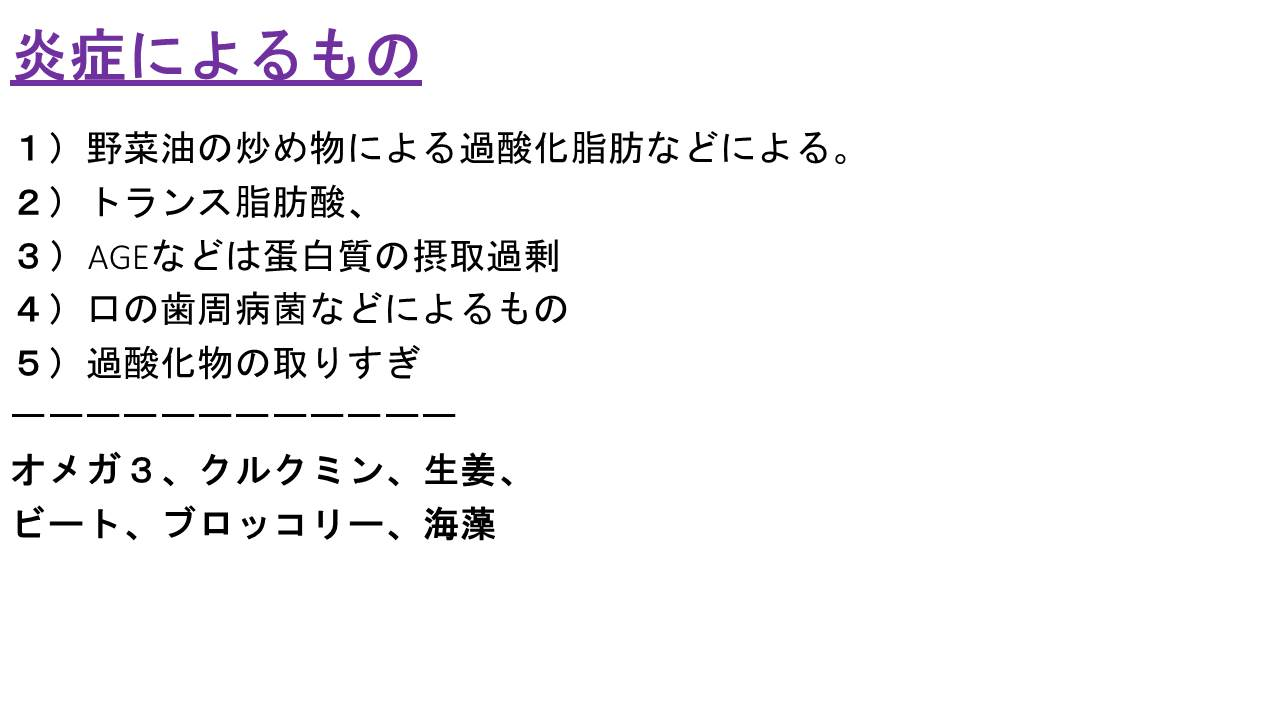 炎症によるもの
１）野菜油の炒め物による過酸化脂肪などによる。
２）トランス脂肪酸、
３）AGEなどは蛋白質の摂取過剰
４）口の歯周病菌などによるもの
５）過酸化物の取りすぎ
ーーーーーーーーーーーー
オメガ３、クルクミン、生姜、
ビート、ブロッコリー、海藻